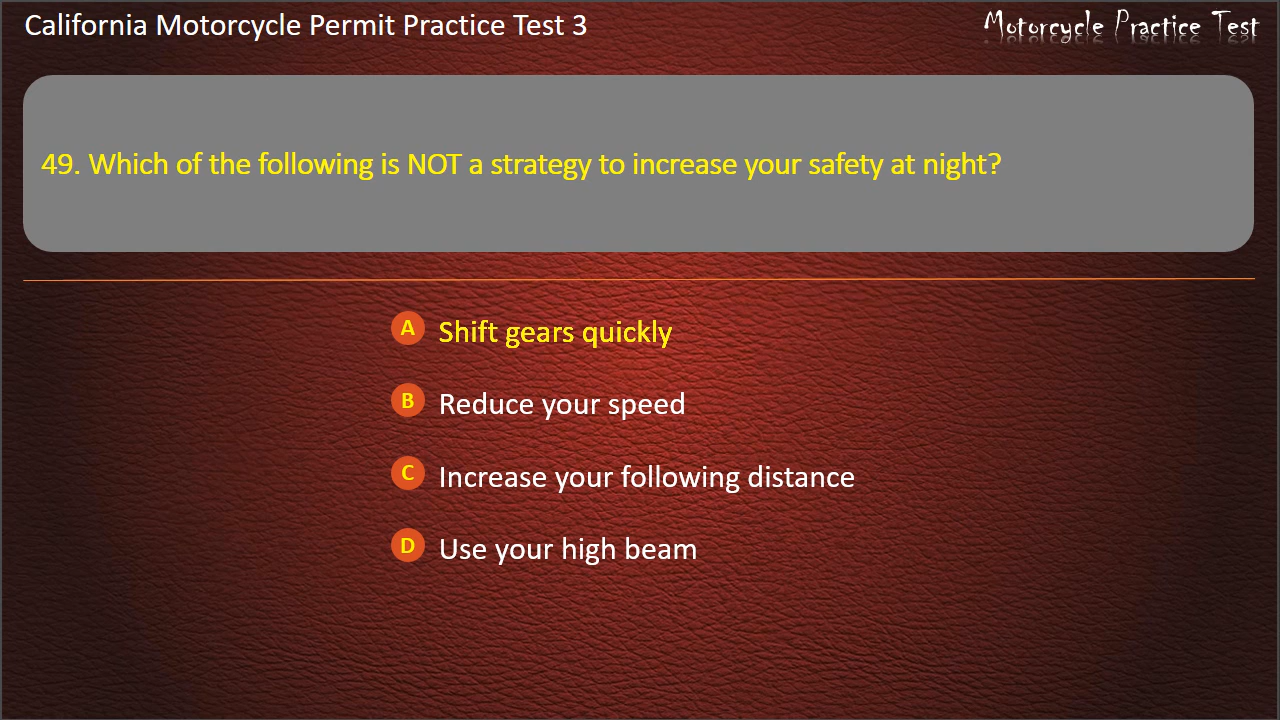 California Motorcycle Permit Practice Test 3
Motorcycle Practice Test
49. Which of the following is NOT a strategy to increase your safety at night?
A Shift gears quickly
B Reduce your speed
C Increase your following distance
D Use your high beam